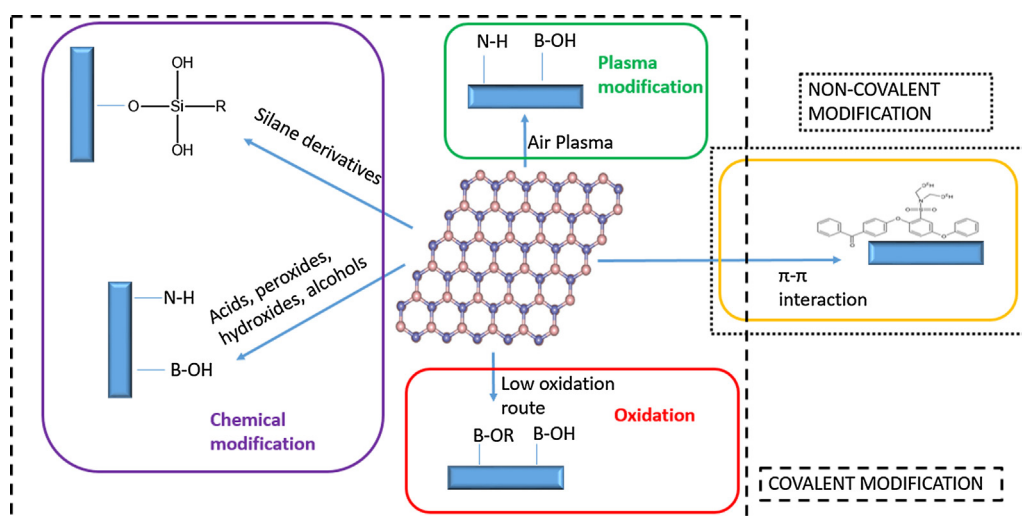 OH
O
Si
R
OH
Silane derivatives
N-H
B-OH
Plasma
modification
Air Plasma
NON-COVALENT
MODIFICATION
π-π
interaction
Acids, peroxides,
hydroxides, alcohols
N-H
B-OH
Chemical
modification
Low oxidation
route
Oxidation
B-OR
B-OH
COVALENT MODIFICATION